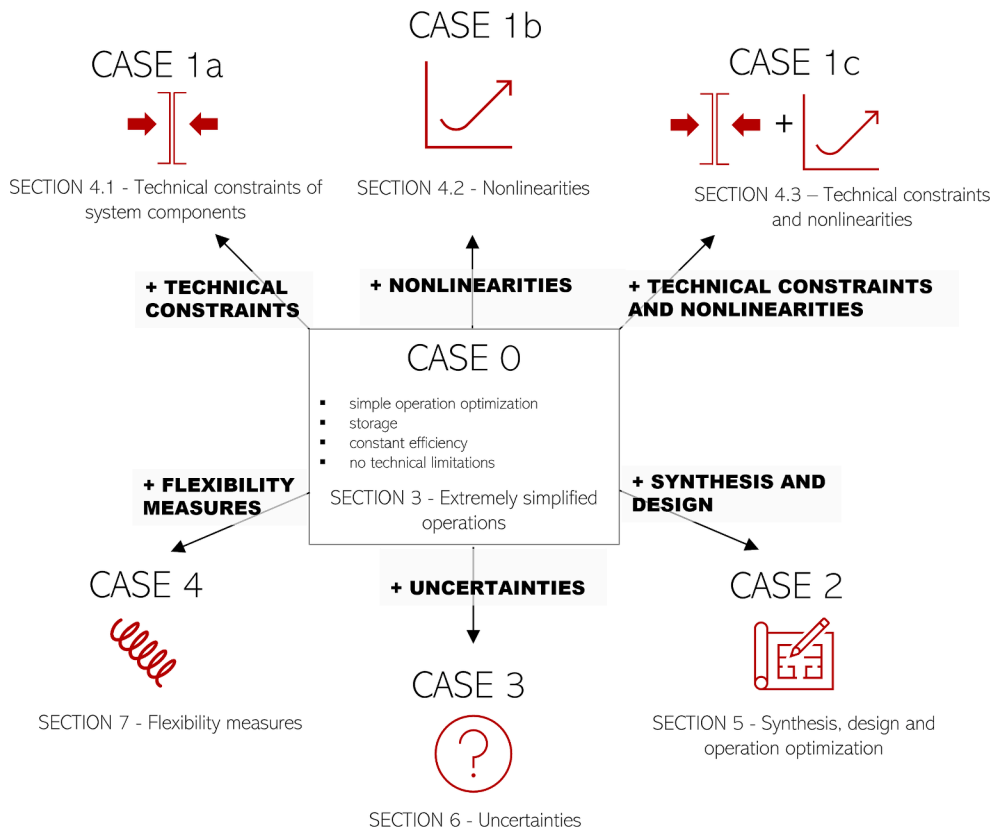 CASE 1a
SECTION 4.1 - Technical constraints of
system components
CASE 1b
SECTION 4.2 - Nonlinearities
CASE 1c
+
SECTION 4.3 – Technical constraints
and nonlinearities
+ TECHNICAL
CONSTRAINTS
+ NONLINEARITIES
+ TECHNICAL CONSTRAINTS
AND NONLINEARITIES
CASE 0
▪ simple operation optimization
▪ storage
▪ constant efficiency
▪ no technical limitations
SECTION 3 - Extremely simplified
operations
+ FLEXIBILITY
MEASURES
+ SYNTHESIS AND
DESIGN
+ UNCERTAINTIES
CASE 4
SECTION 7 - Flexibility measures
CASE 3
?
SECTION 6 - Uncertainties
CASE 2
SECTION 5 - Synthesis, design and
operation optimization